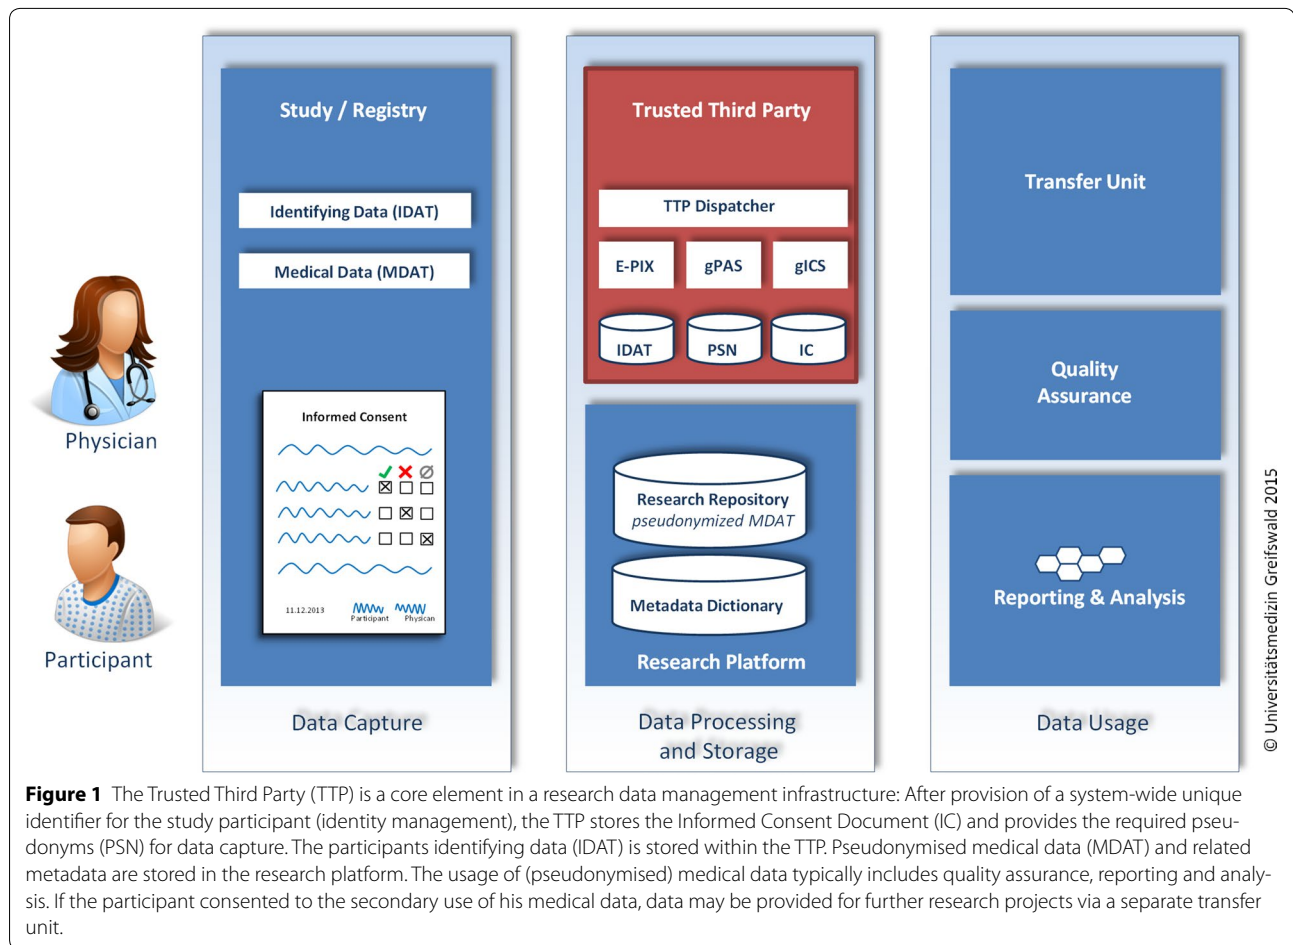 Study / Registry
Identifying Data (IDAT)
Medical Data (MDAT)
Informed Consent
11.12.2013
Participant
Physican
Physician
Participant
Data Capture
Trusted Third Party
TTP Dispatcher
E-PIX
gPAS
gICS
IDAT
PSN
IC
Research Repository
pseudonymized MDAT
Metadata Dictionary
Research Platform
Data Processing
and Storage
Transfer Unit
Quality
Assurance
Reporting & Analysis
Data Usage
© Universitätsmedizin Greifswald 2015
Figure 1 The Trusted Third Party (TTP) is a core element in a research data management infrastructure: After provision of a system-wide unique
identifier for the study participant (identity management), the TTP stores the Informed Consent Document (IC) and provides the required pseu-
donyms (PSN) for data capture. The participants identifying data (IDAT) is stored within the TTP. Pseudonymised medical data (MDAT) and related
metadata are stored in the research platform. The usage of (pseudonymised) medical data typically includes quality assurance, reporting and analy-
sis. If the participant consented to the secondary use of his medical data, data may be provided for further research projects via a separate transfer
unit.